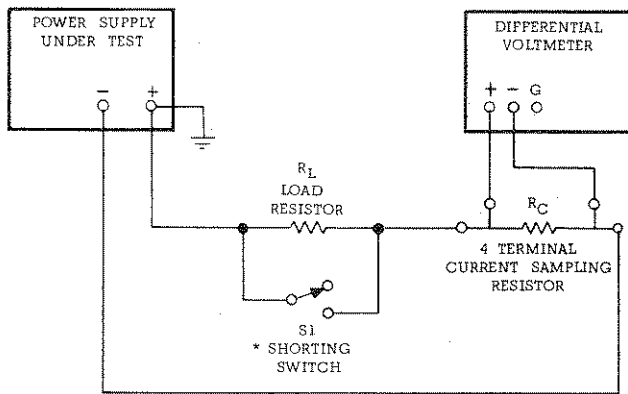 POWER SUPPLY
UNDER TEST
− +
DIFFERENTIAL
VOLTMETER
+ − G
RL
LOAD
RESISTOR
RC
4 TERMINAL
CURRENT SAMPLING
RESISTOR
S1
* SHORTING
SWITCH